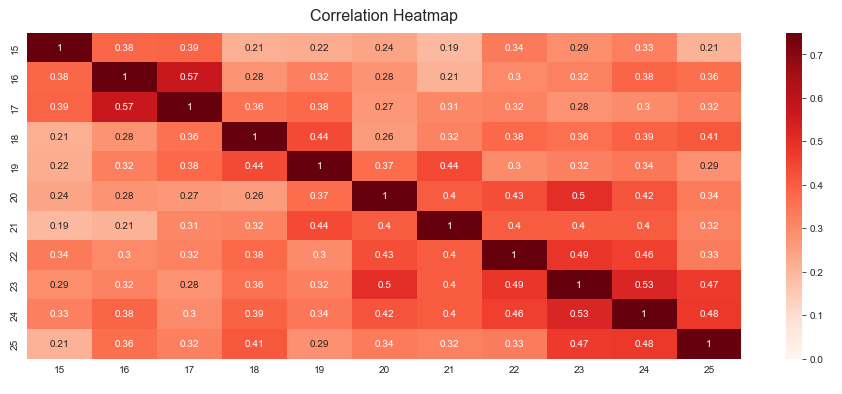 Correlation Heatmap
15 1 0.38 0.39 0.21 0.22 0.24 0.19 0.34 0.29 0.33 0.21
16 0.38 1 0.57 0.28 0.32 0.28 0.21 0.3 0.32 0.38 0.36
17 0.39 0.57 1 0.36 0.38 0.27 0.31 0.32 0.28 0.3 0.32
18 0.21 0.28 0.36 1 0.44 0.26 0.32 0.38 0.36 0.39 0.41
19 0.22 0.32 0.38 0.44 1 0.37 0.44 0.3 0.32 0.34 0.29
20 0.24 0.28 0.27 0.26 0.37 1 0.4 0.43 0.5 0.42 0.34
21 0.19 0.21 0.31 0.32 0.44 0.4 1 0.4 0.4 0.4 0.32
22 0.34 0.3 0.32 0.38 0.3 0.43 0.4 1 0.49 0.46 0.33
23 0.29 0.32 0.28 0.36 0.32 0.5 0.4 0.49 1 0.53 0.47
24 0.33 0.38 0.3 0.39 0.34 0.42 0.4 0.46 0.53 1 0.48
25 0.21 0.36 0.32 0.41 0.29 0.34 0.32 0.33 0.47 0.48 1
15 16 17 18 19 20 21 22 23 24 25
0.7
0.6
0.5
0.4
0.3
0.2
0.1
0.0